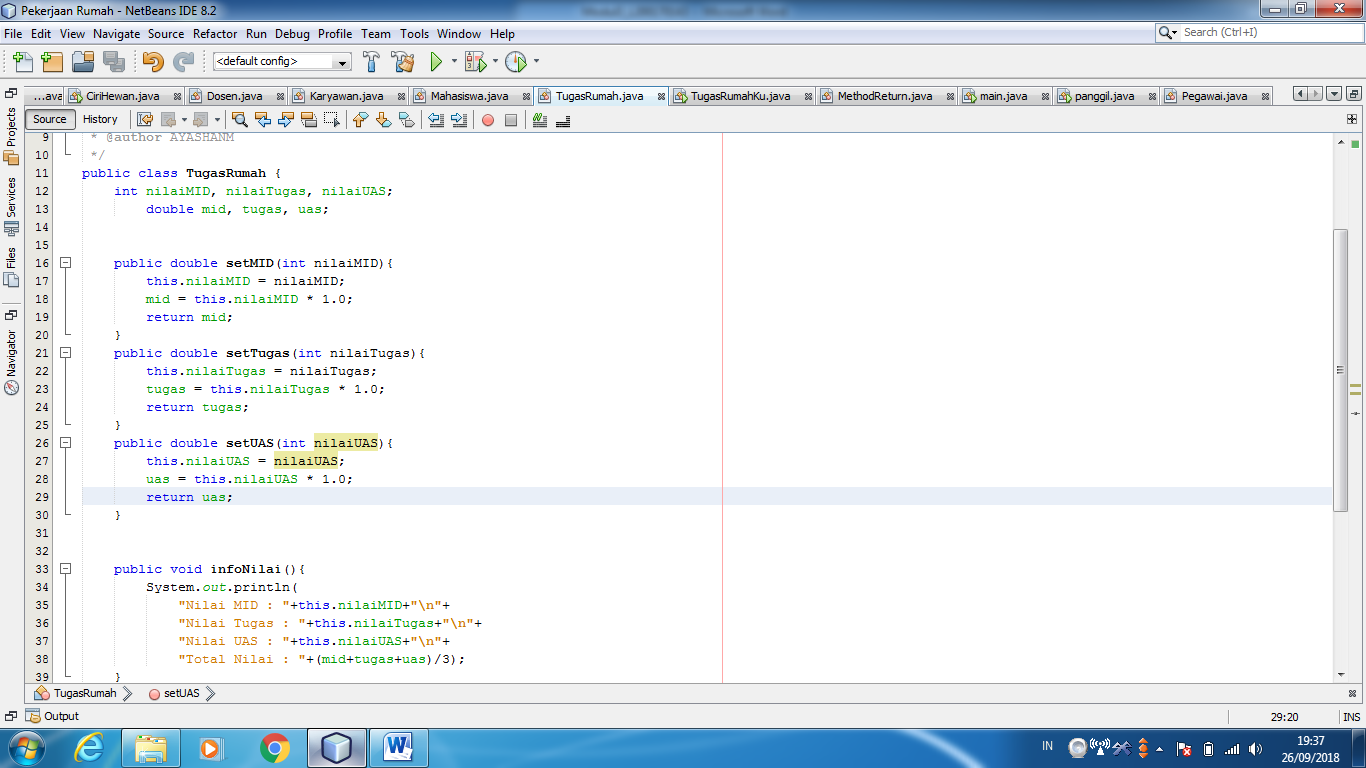 Pekerjaan Rumah - NetBeans IDE 8.2
File Edit View Navigate Source Refactor Run Debug Profile Team Tools Window Help
Search (Ctrl+I)
<default config>
...ava CiriHewan.java Dosen.java Karyawan.java Mahasiswa.java TugasRumah.java TugasRumahKu.java MethodReturn.java main.java panggil.java Pegawai.java
Source History
Projects
Services
Files
Navigator
9 * @author AYASHANM
10 */
11 public class TugasRumah {
12 int nilaiMID, nilaiTugas, nilaiUAS;
13 double mid, tugas, uas;
14
15
16 public double setMID(int nilaiMID){
17 this.nilaiMID = nilaiMID;
18 mid = this.nilaiMID * 1.0;
19 return mid;
20 }
21 public double setTugas(int nilaiTugas){
22 this.nilaiTugas = nilaiTugas;
23 tugas = this.nilaiTugas * 1.0;
24 return tugas;
25 }
26 public double setUAS(int nilaiUAS){
27 this.nilaiUAS = nilaiUAS;
28 uas = this.nilaiUAS * 1.0;
29 return uas;
30 }
31
32
33 public void infoNilai(){
34 System.out.println(
35 "Nilai MID : "+this.nilaiMID+"\n"+
36 "Nilai Tugas : "+this.nilaiTugas+"\n"+
37 "Nilai UAS : "+this.nilaiUAS+"\n"+
38 "Total Nilai : "+(mid+tugas+uas)/3);
39 }
TugasRumah setUAS
Output
29:20 INS
IN
19:37
26/09/2018